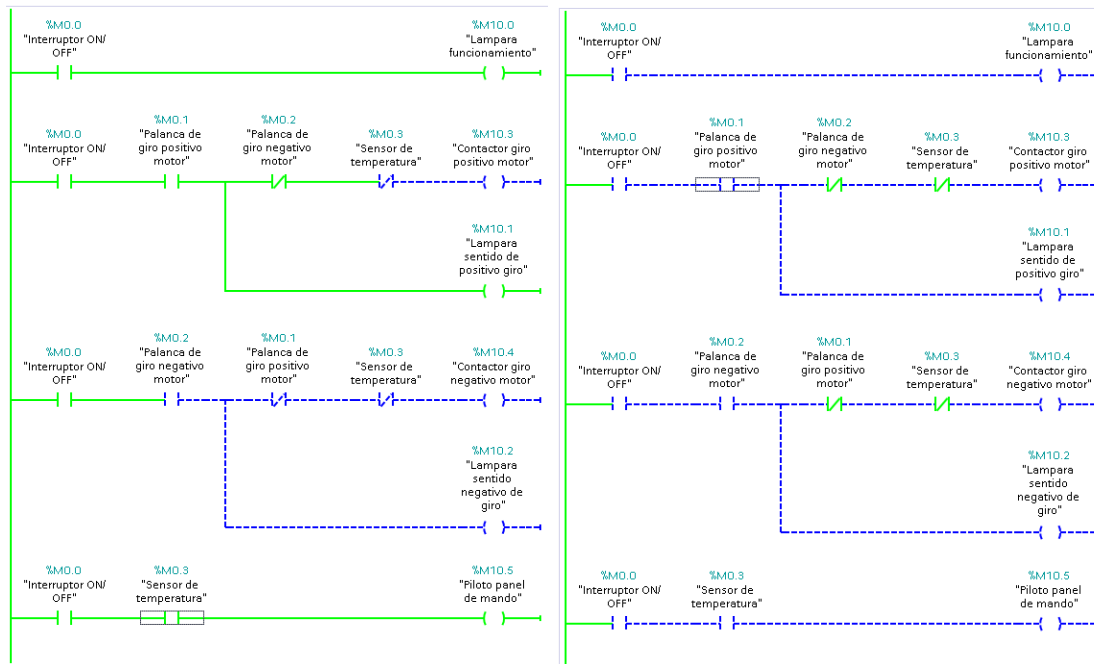 %M0.0
"Interruptor ON/
OFF"
%M10.0
"Lampara
funcionamiento"
%M0.0
"Interruptor ON/
OFF"
%M0.1
"Palanca de
giro positivo
motor"
%M0.2
"Palanca de
giro negativo
motor"
%M0.3
"Sensor de
temperatura"
%M10.3
"Contactor giro
positivo motor"
%M10.1
"Lampara
sentido de
positivo giro"
%M0.0
"Interruptor ON/
OFF"
%M0.2
"Palanca de
giro negativo
motor"
%M0.1
"Palanca de
giro positivo
motor"
%M0.3
"Sensor de
temperatura"
%M10.4
"Contactor giro
negativo motor"
%M10.2
"Lampara
sentido
negativo de
giro"
%M0.0
"Interruptor ON/
OFF"
%M0.3
"Sensor de
temperatura"
%M10.5
"Piloto panel
de mando"
%M0.0
"Interruptor ON/
OFF"
%M10.0
"Lampara
funcionamiento"
%M0.0
"Interruptor ON/
OFF"
%M0.1
"Palanca de
giro positivo
motor"
%M0.2
"Palanca de
giro negativo
motor"
%M0.3
"Sensor de
temperatura"
%M10.3
"Contactor giro
positivo motor"
%M10.1
"Lampara
sentido de
positivo giro"
%M0.0
"Interruptor ON/
OFF"
%M0.2
"Palanca de
giro negativo
motor"
%M0.1
"Palanca de
giro positivo
motor"
%M0.3
"Sensor de
temperatura"
%M10.4
"Contactor giro
negativo motor"
%M10.2
"Lampara
sentido
negativo de
giro"
%M0.0
"Interruptor ON/
OFF"
%M0.3
"Sensor de
temperatura"
%M10.5
"Piloto panel
de mando"